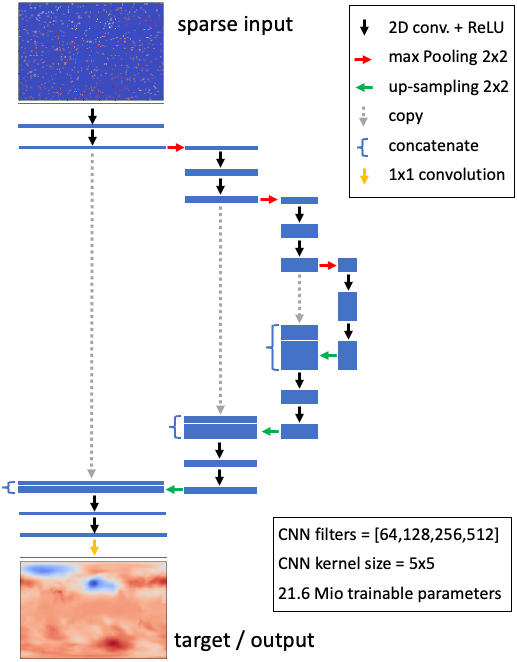 sparse input
2D conv. + ReLU
max Pooling 2x2
up-sampling 2x2
copy
concatenate
1x1 convolution
CNN filters = [64,128,256,512]
CNN kernel size = 5x5
21.6 Mio trainable parameters
target / output